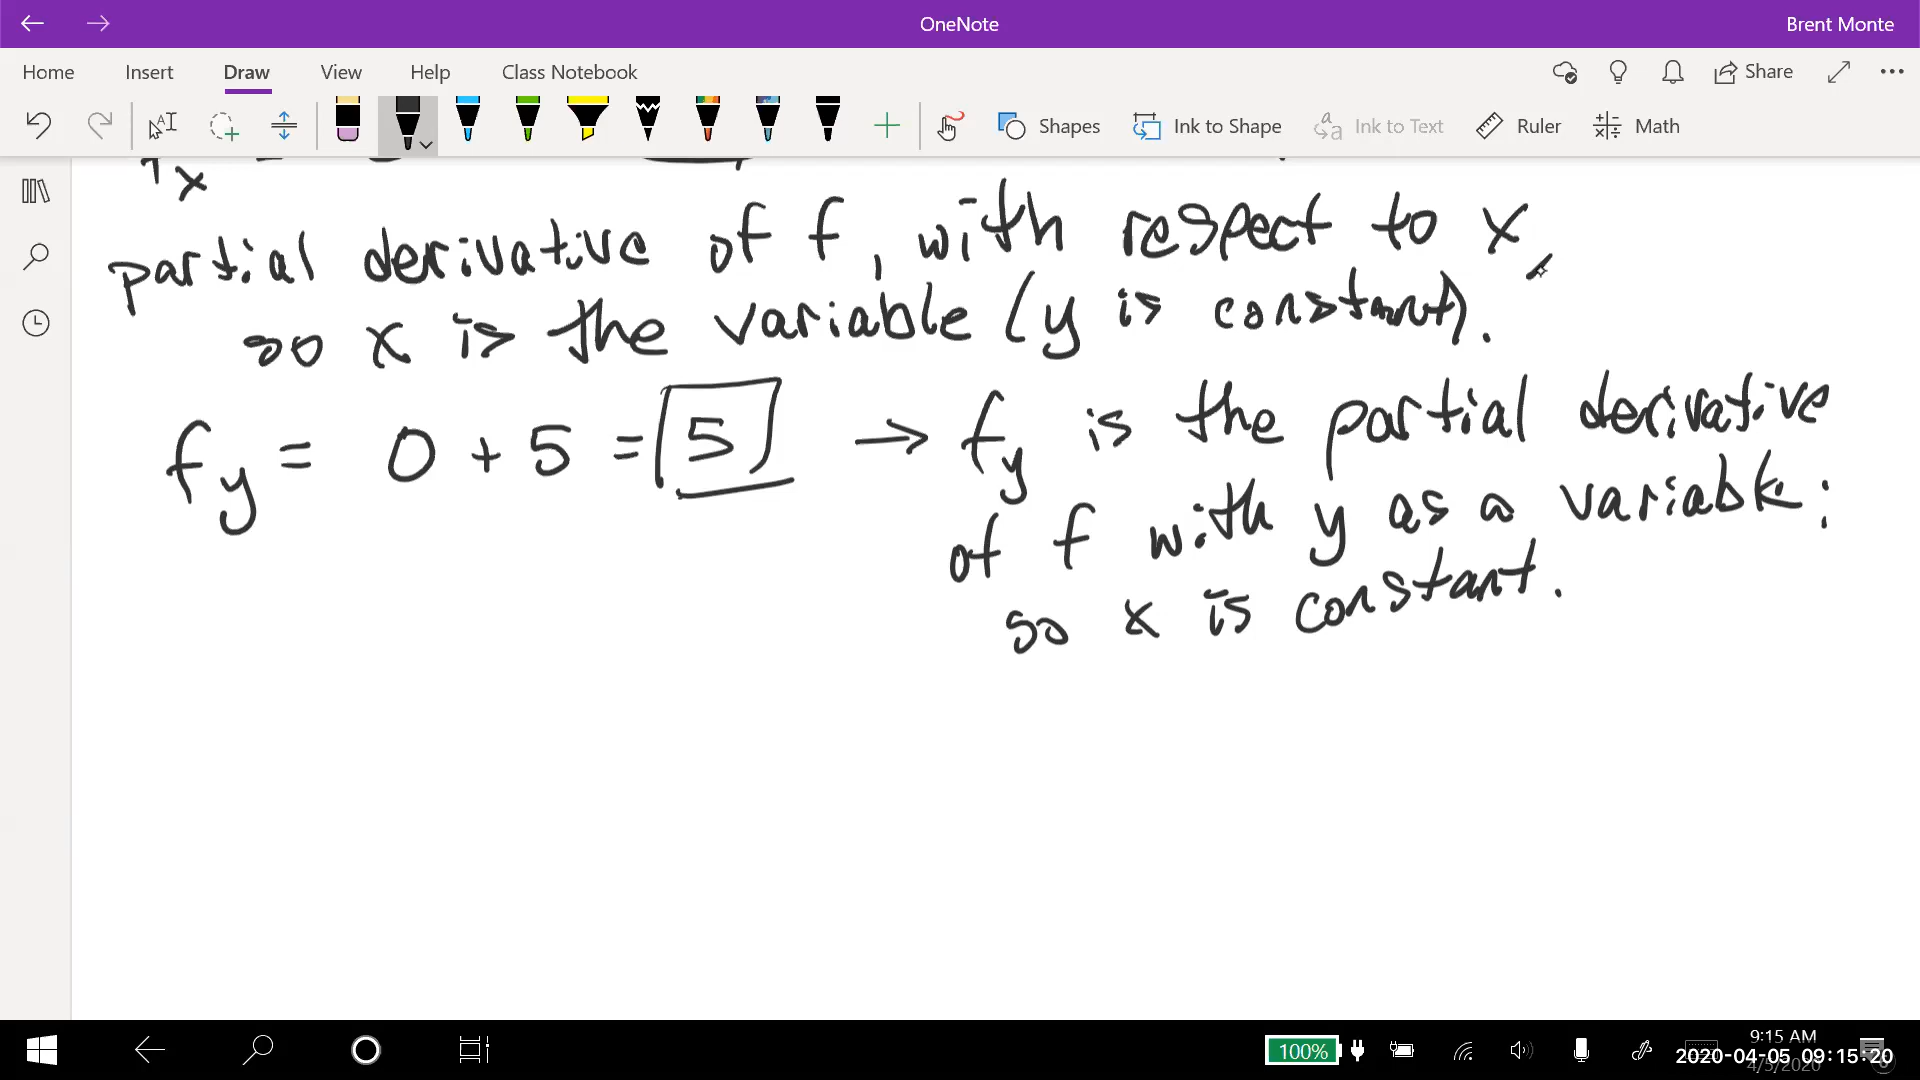 OneNote
Brent Monte
Home Insert Draw View Help Class Notebook
Share
Shapes Ink to Shape Ink to Text Ruler Math
x
partial derivative of f, with respect to x,
so x is the variable (y is constant).
fy = 0 + 5 = 5 → fy is the partial derivative
of f with y as a variable;
so x is constant.
100%
9:15 AM
2020-04-05 09:15:20
4/5/2020